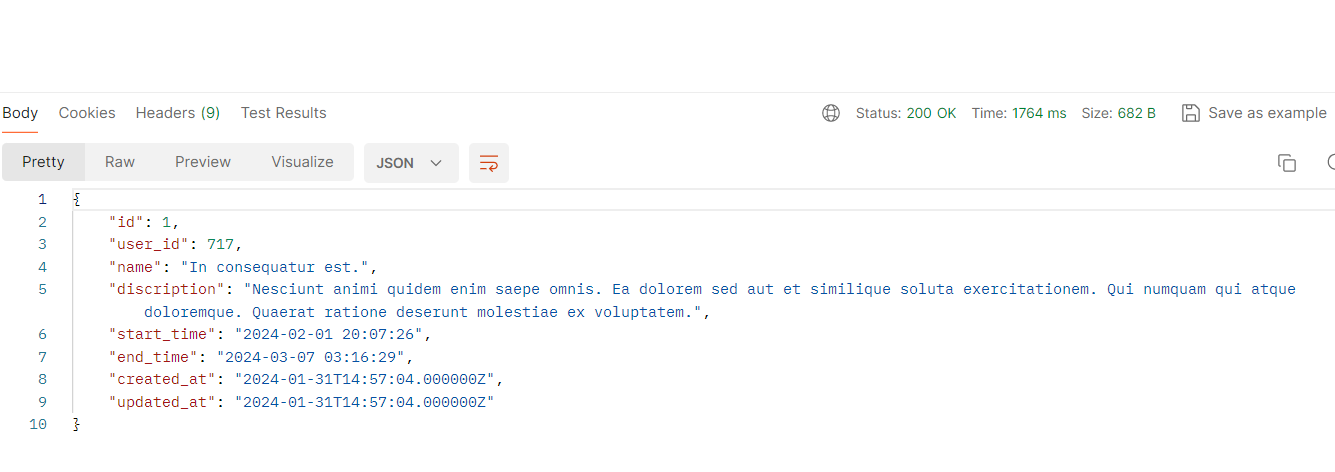 Body Cookies Headers (9) Test Results Status: 200 OK Time: 1764 ms Size: 682 B Save as example
Pretty Raw Preview Visualize JSON
1 {
2 "id": 1,
3 "user_id": 717,
4 "name": "In consequatur est.",
5 "discription": "Nesciunt animi quidem enim saepe omnis. Ea dolorem sed aut et similique soluta exercitationem. Qui numquam qui atque
doloremque. Quaerat ratione deserunt molestiae ex voluptatem.",
6 "start_time": "2024-02-01 20:07:26",
7 "end_time": "2024-03-07 03:16:29",
8 "created_at": "2024-01-31T14:57:04.000000Z",
9 "updated_at": "2024-01-31T14:57:04.000000Z"
10 }